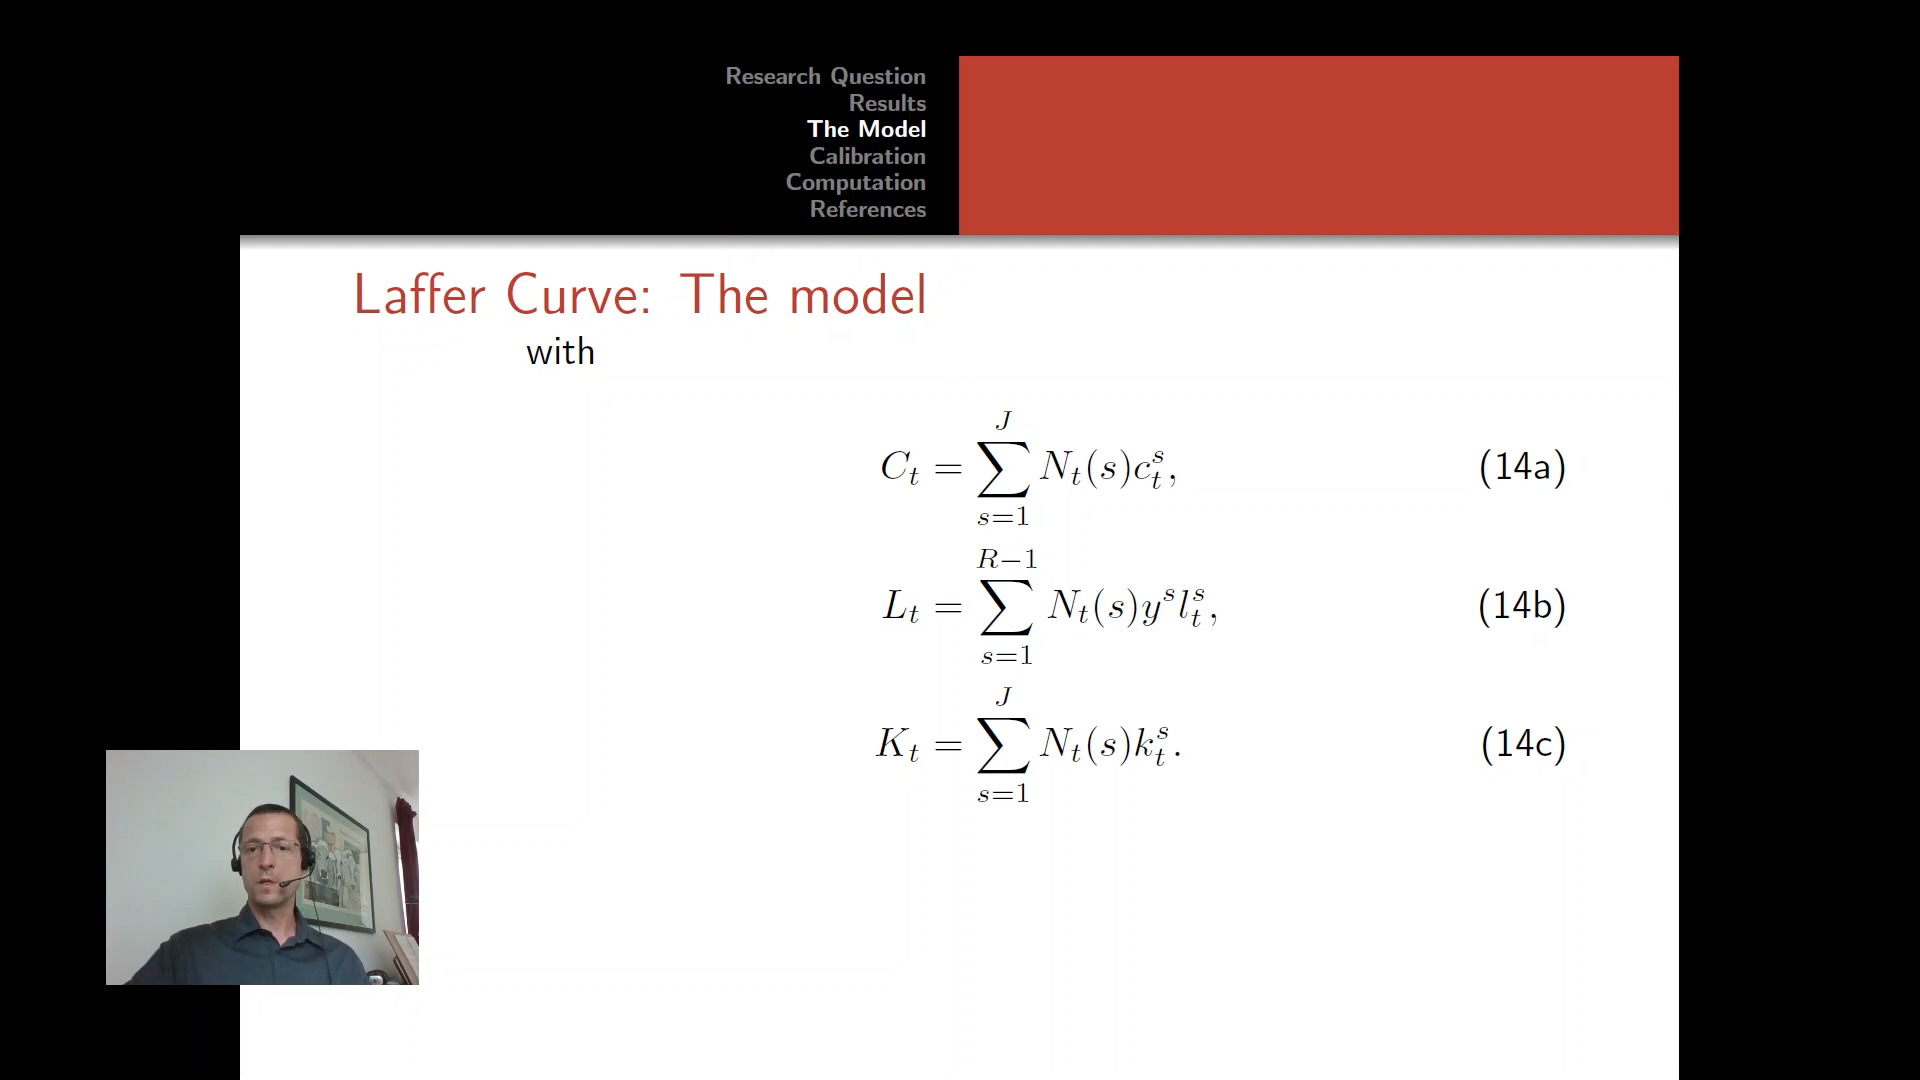 Research Question
Results
The Model
Calibration
Computation
References
Laffer Curve: The model
with
C_t = \sum_{s=1}^{J} N_t(s)c_t^s, (14a)
L_t = \sum_{s=1}^{R-1} N_t(s)y^s l_t^s, (14b)
K_t = \sum_{s=1}^{J} N_t(s)k_t^s. (14c)